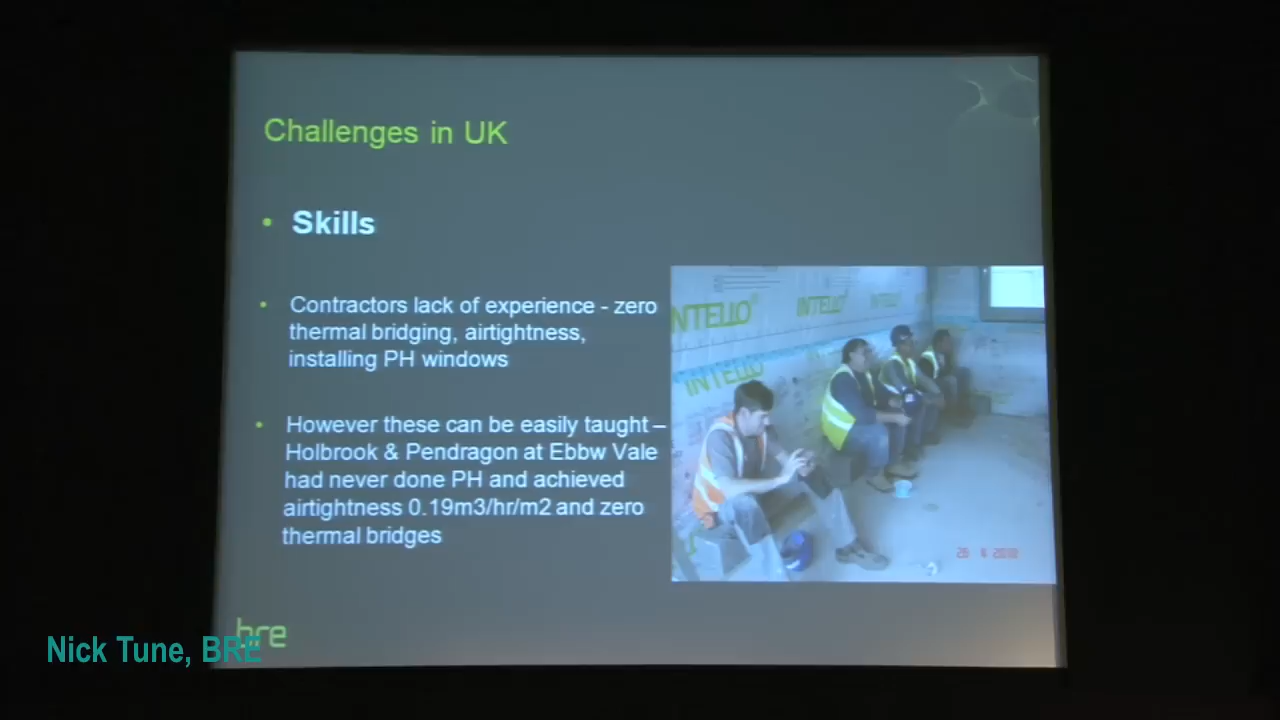 Challenges in UK
• Skills
• Contractors lack of experience - zero
thermal bridging, airtightness,
installing PH windows
• However these can be easily taught –
Holbrook & Pendragon at Ebbw Vale
had never done PH and achieved
airtightness 0.19m3/hr/m2 and zero
thermal bridges
INTELLO
INTELLO
INTELLO
bre
Nick Tune, BRE